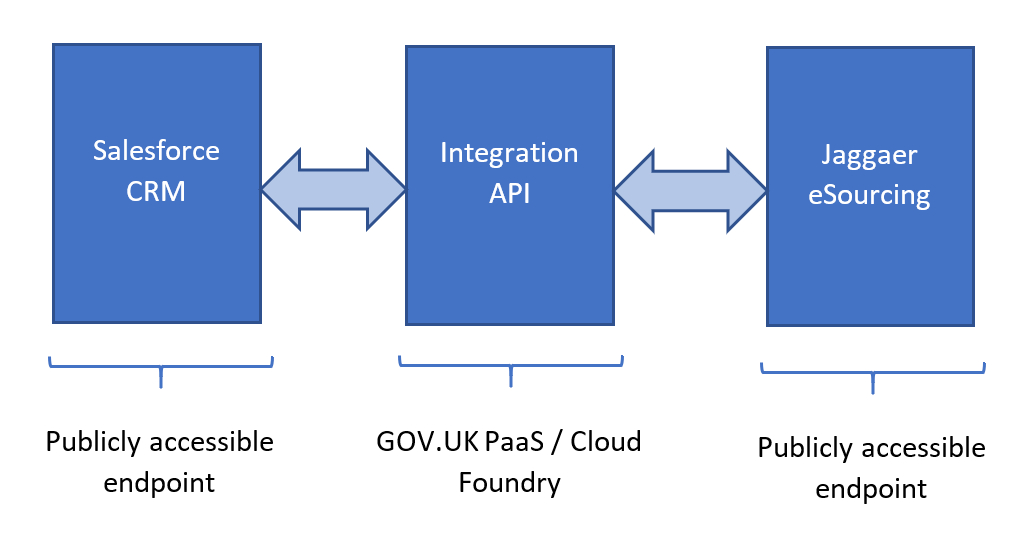 Salesforce
CRM
Integration
API
Jaggaer
eSourcing
Publicly accessible
endpoint
GOV.UK PaaS / Cloud
Foundry
Publicly accessible
endpoint